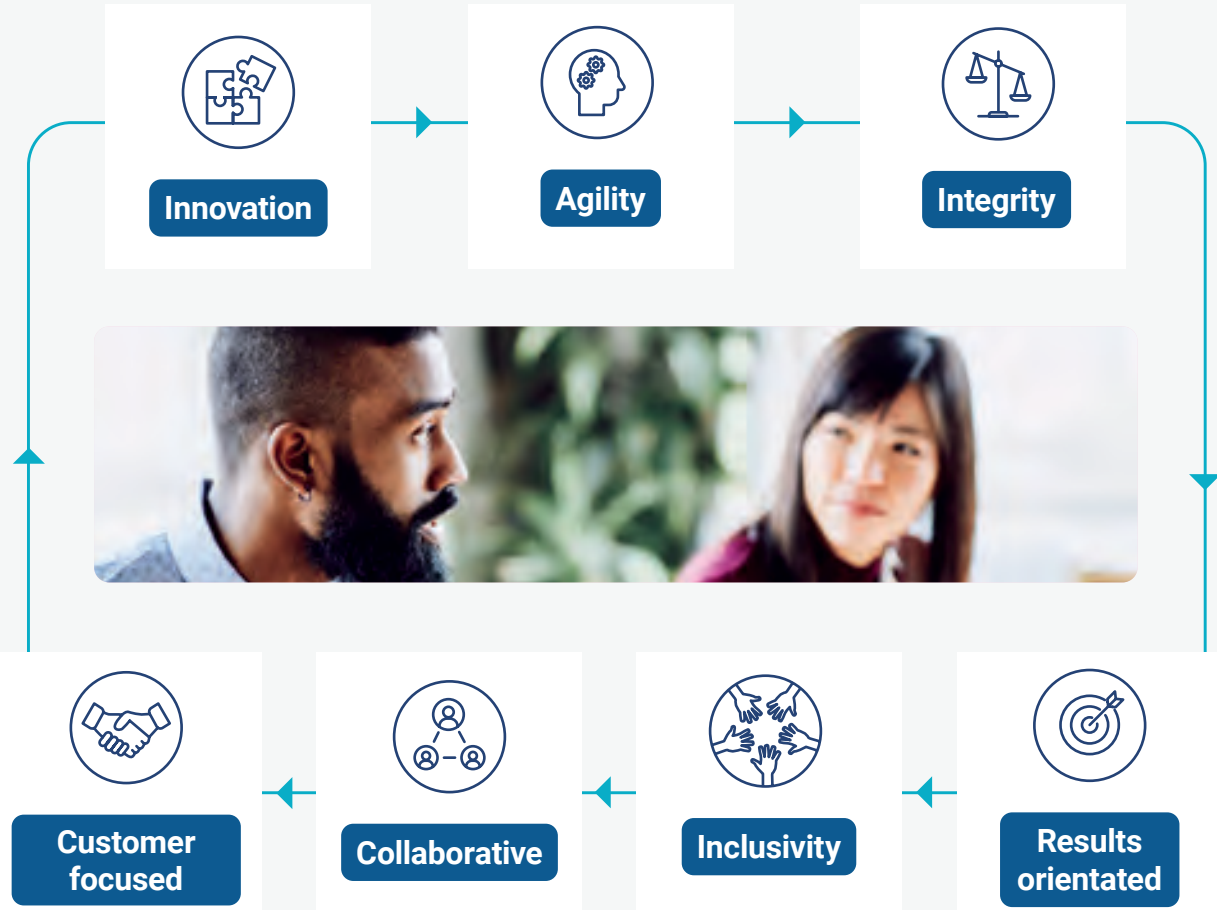 Innovation
Agility
Integrity
Customer
focused
Collaborative
Inclusivity
Results
orientated